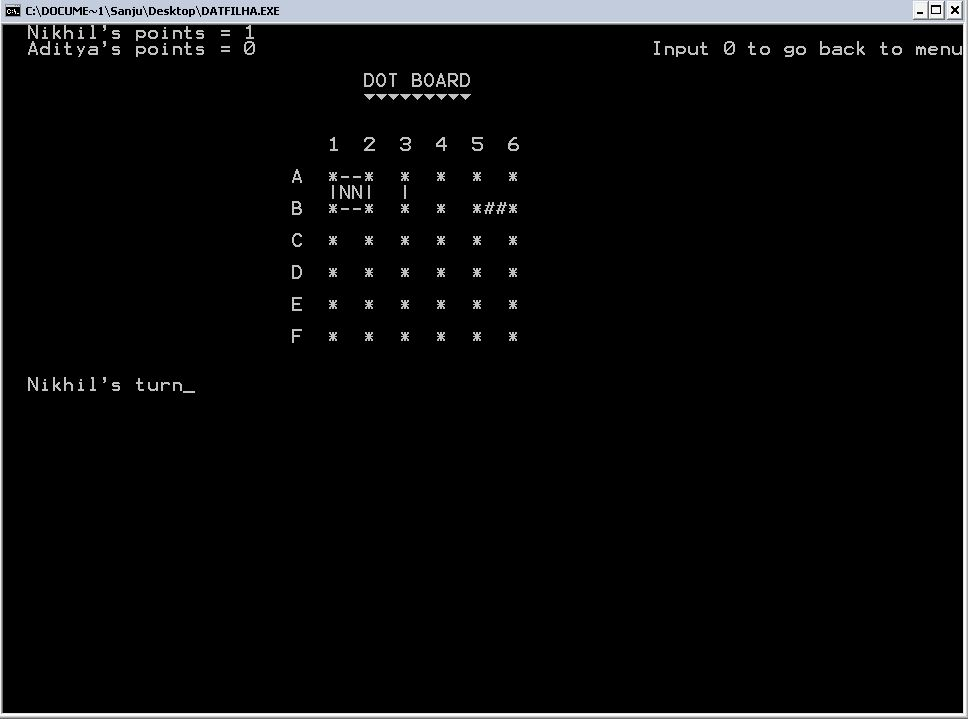 C:\DOCUME~1\Sanju\Desktop\DATFILHA.EXE
Nikhil's points = 1
Aditya's points = 0
Input 0 to go back to menu
DOT BOARD
▼▼▼▼▼▼▼▼▼
1 2 3 4 5 6
A *--* * * * *
|NN| |
B *--* * * *##*
C * * * * * *
D * * * * * *
E * * * * * *
F * * * * * *
Nikhil's turn_